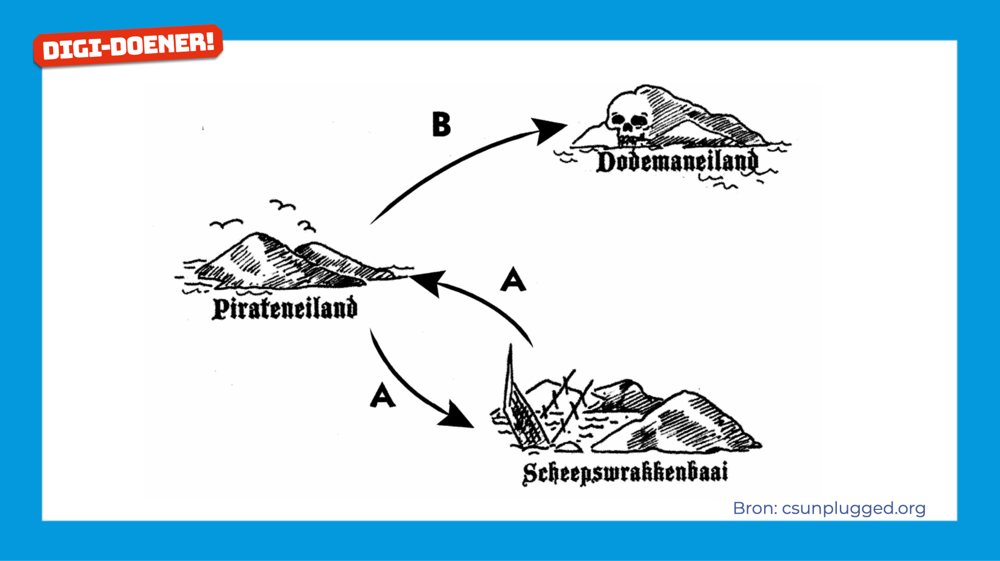 DIGI-DOENER!
B
Dodemaneiland
A
Pirateneiland
A
Scheepswrakkenbaai
Bron: csunplugged.org